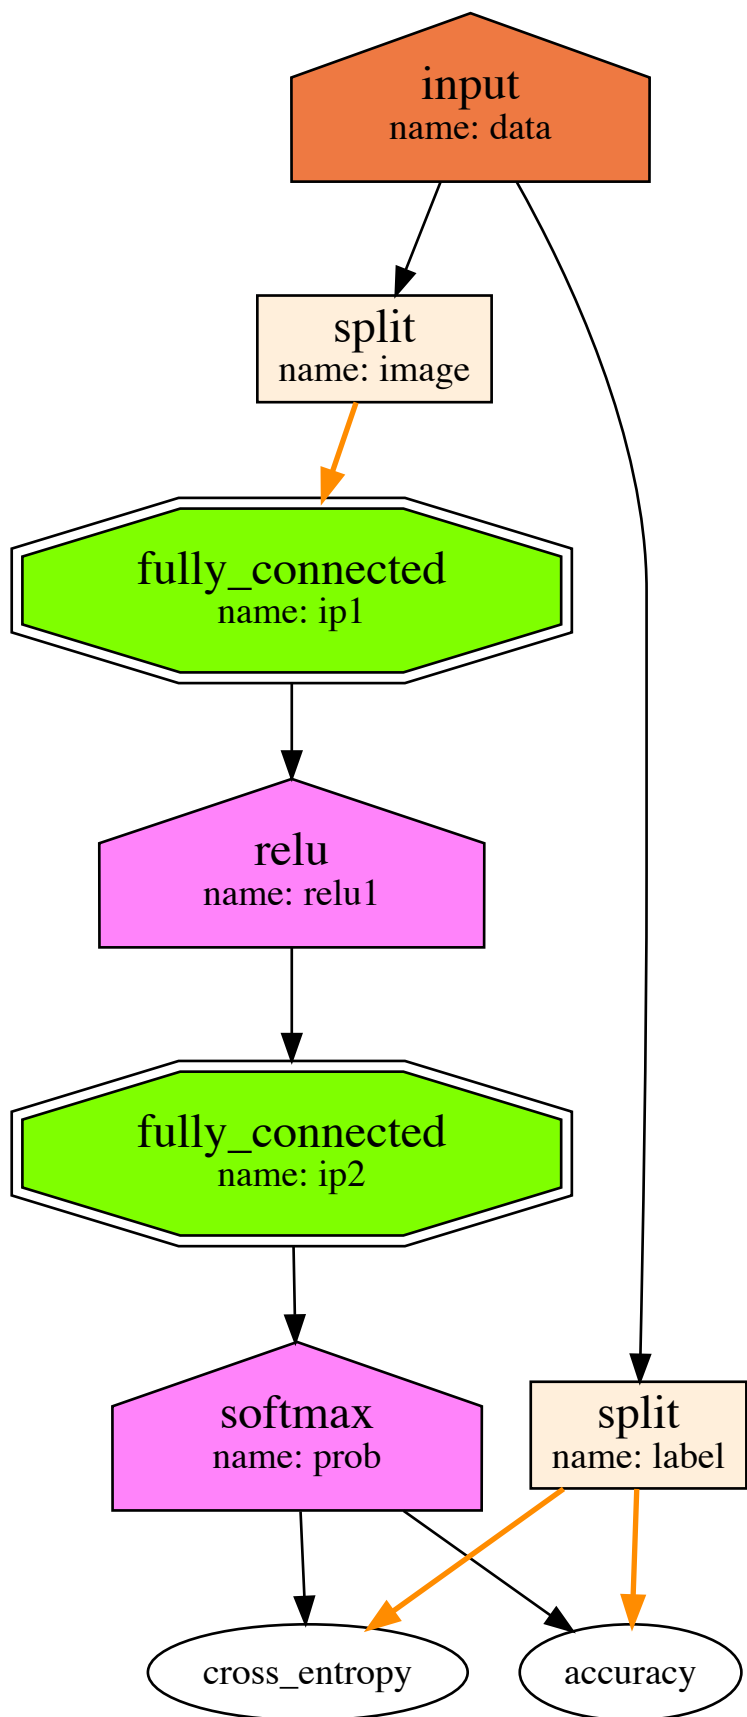 input
name: data
split
name: image
fully_connected
name: ip1
relu
name: relu1
fully_connected
name: ip2
softmax
name: prob
split
name: label
cross_entropy
accuracy